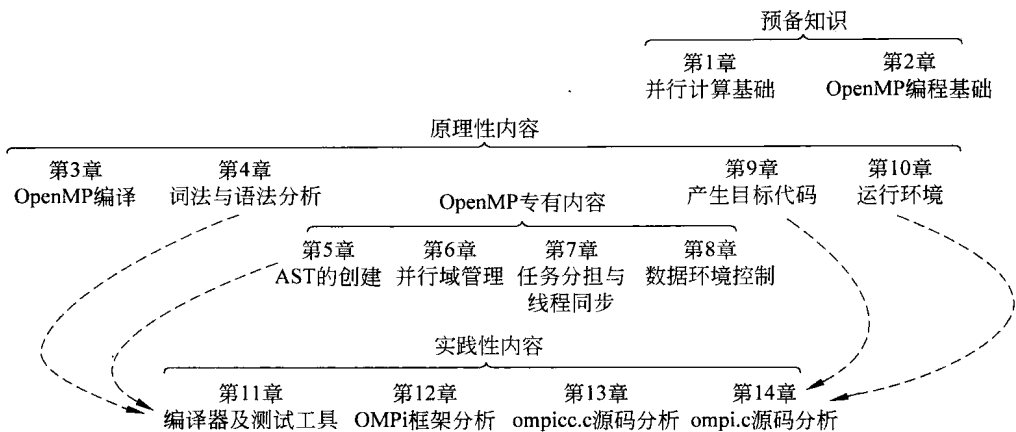 预备知识
第1章 第2章
并行计算基础 OpenMP编程基础
原理性内容
第3章 第4章 第9章 第10章
OpenMP编译 词法与语法分析 产生目标代码 运行环境
OpenMP专有内容
第5章 第6章 第7章 第8章
AST的创建 并行域管理 任务分担与 数据环境控制
线程同步
实践性内容
第11章 第12章 第13章 第14章
编译器及测试工具 OMPi框架分析 ompicc.c源码分析 ompi.c源码分析